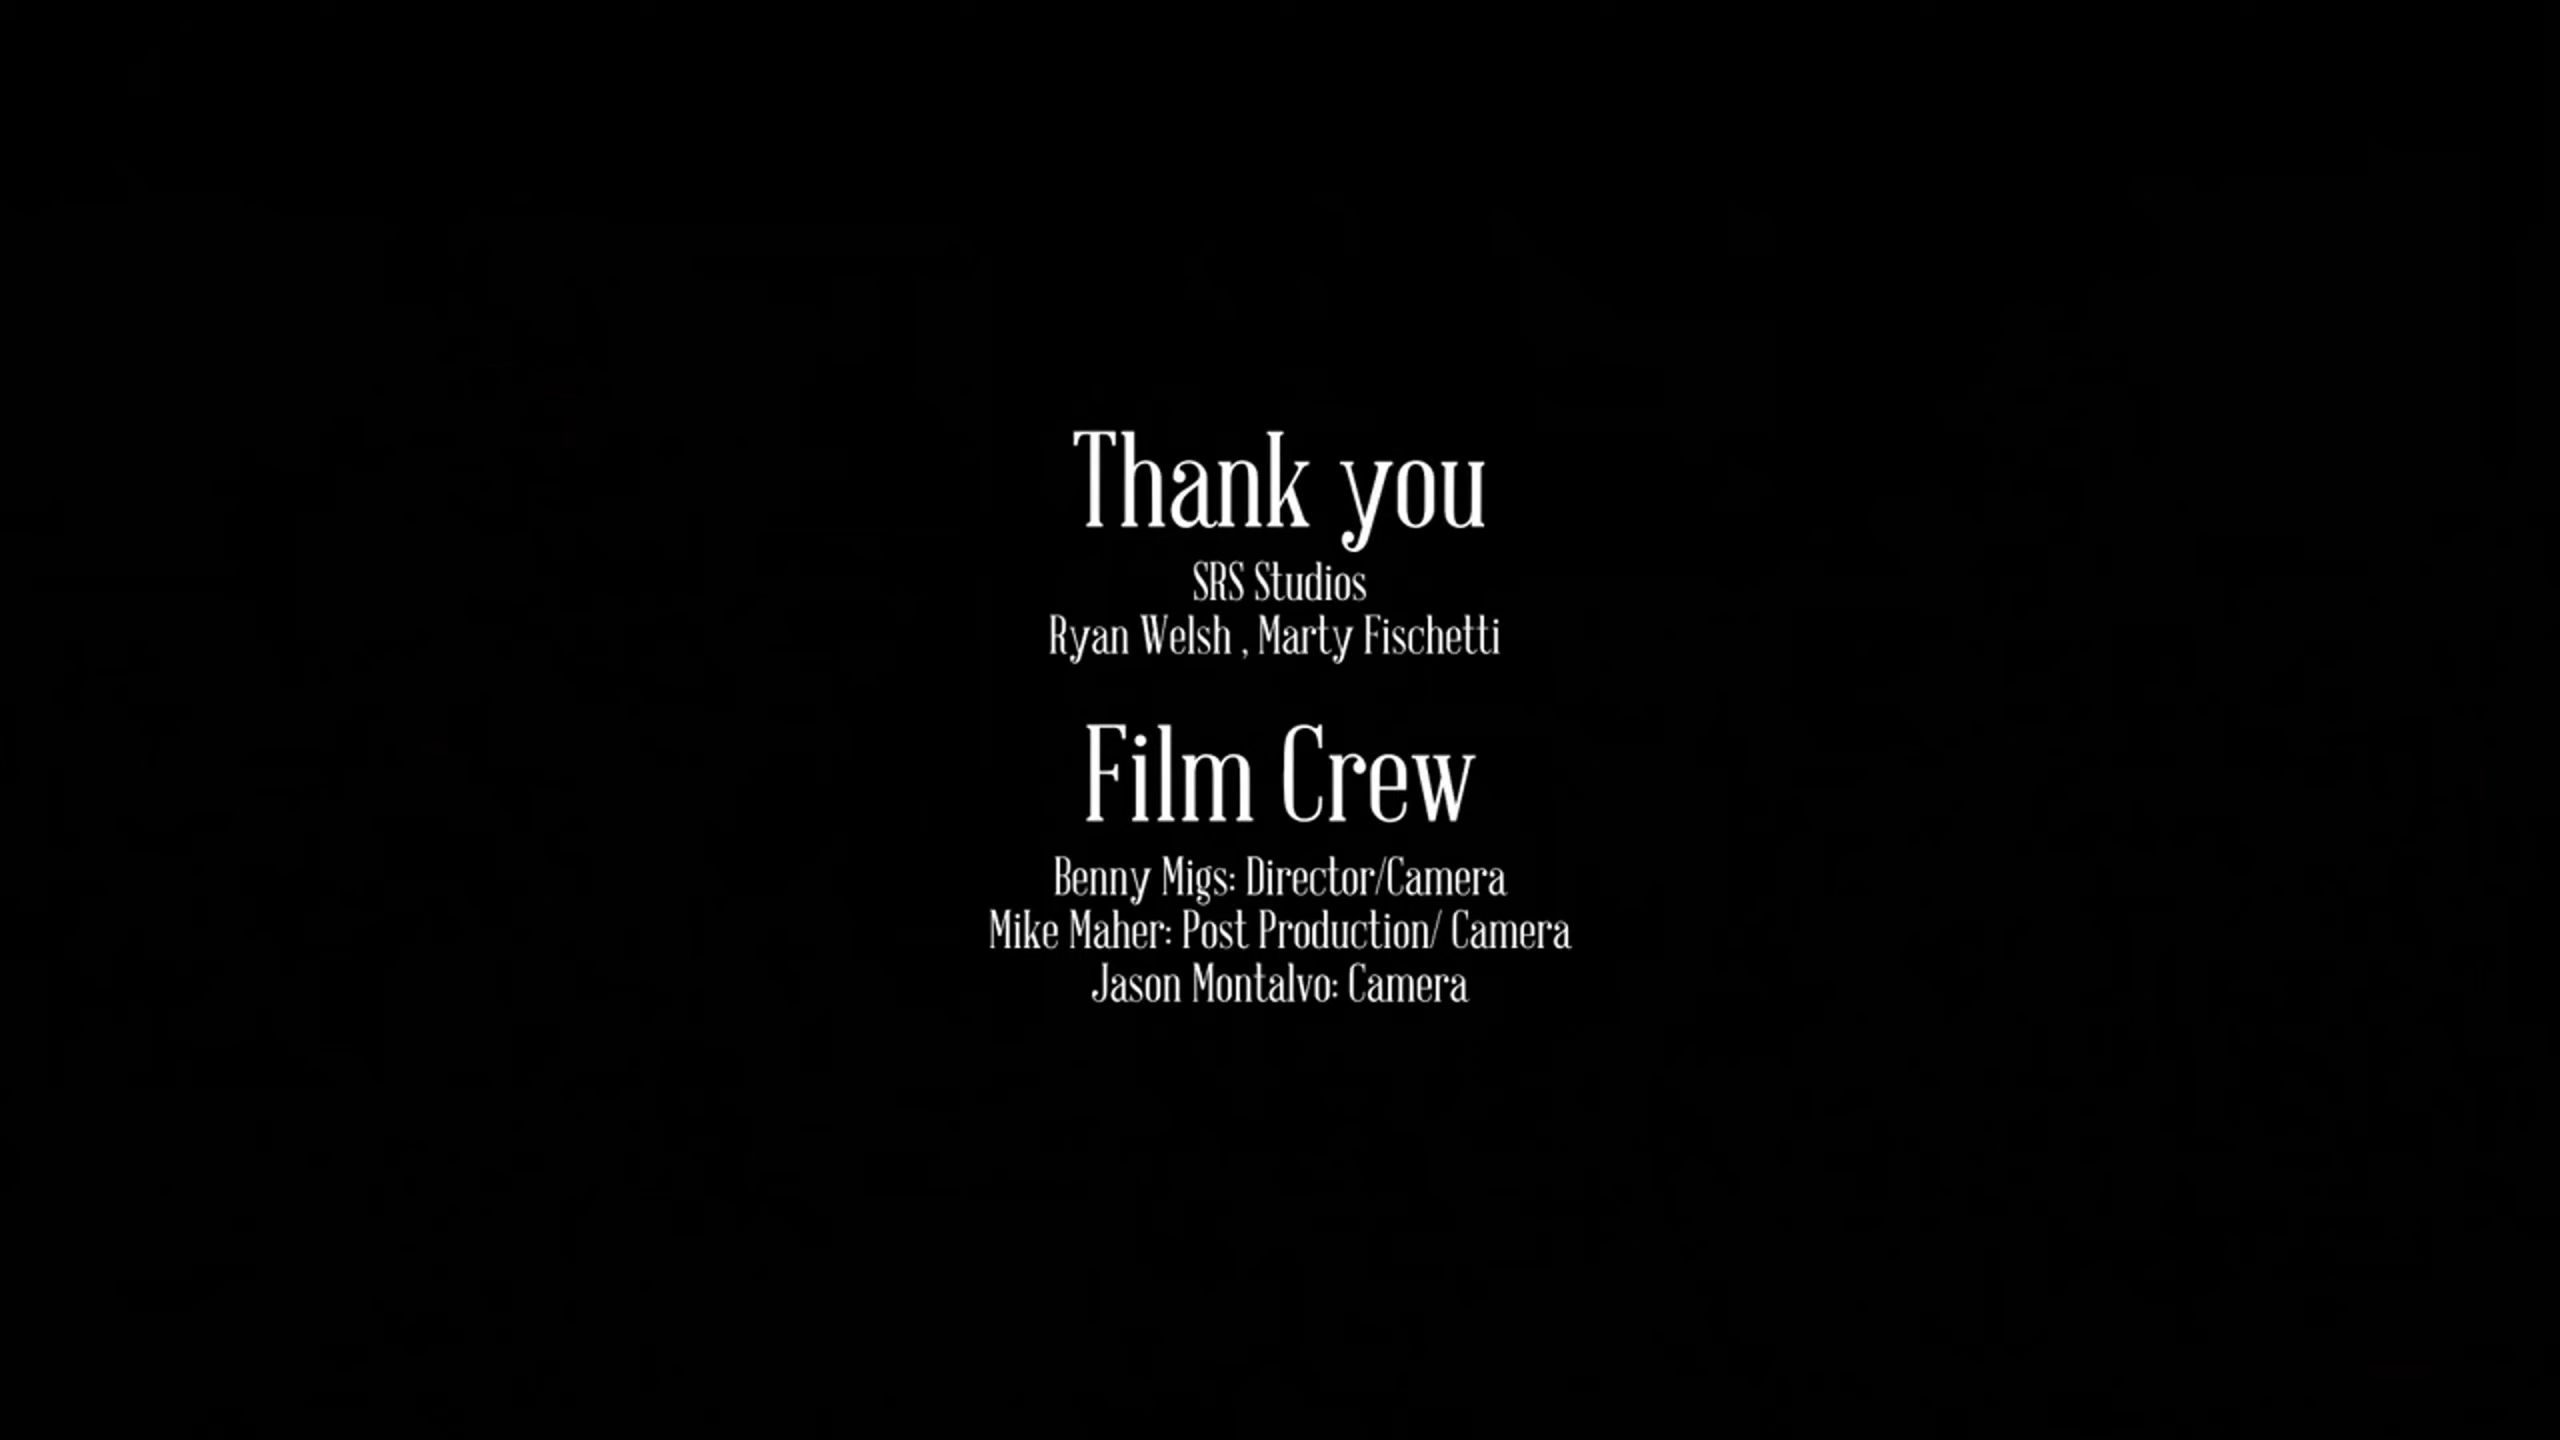 Thank you
SRS Studios
Ryan Welsh , Marty Fischetti
Film Crew
Benny Migs: Director/Camera
Mike Maher: Post Production/ Camera
Jason Montalvo: Camera